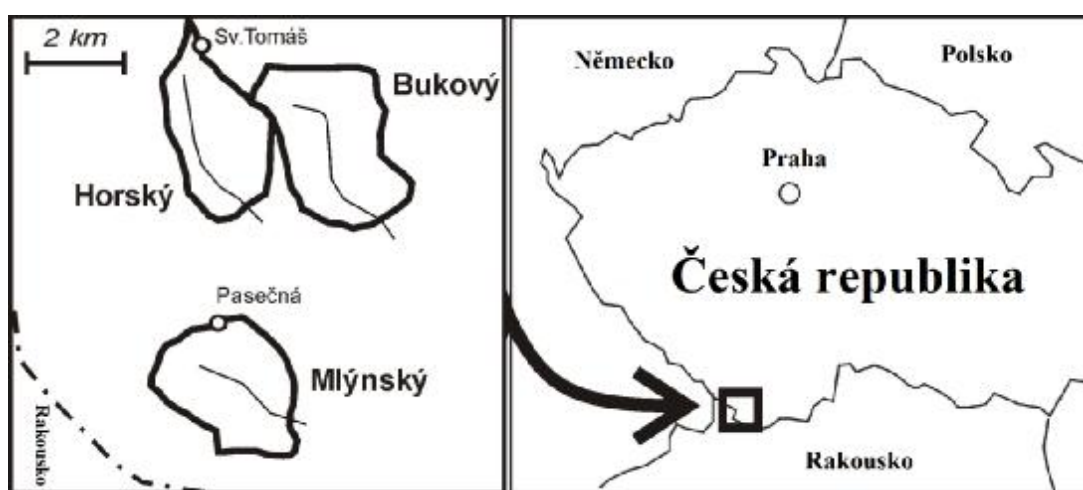 2 km
Sv.Tomáš
Bukový
Horský
Pasečná
Mlýnský
Rakousko
Německo
Polsko
Praha
Česká republika
Rakousko